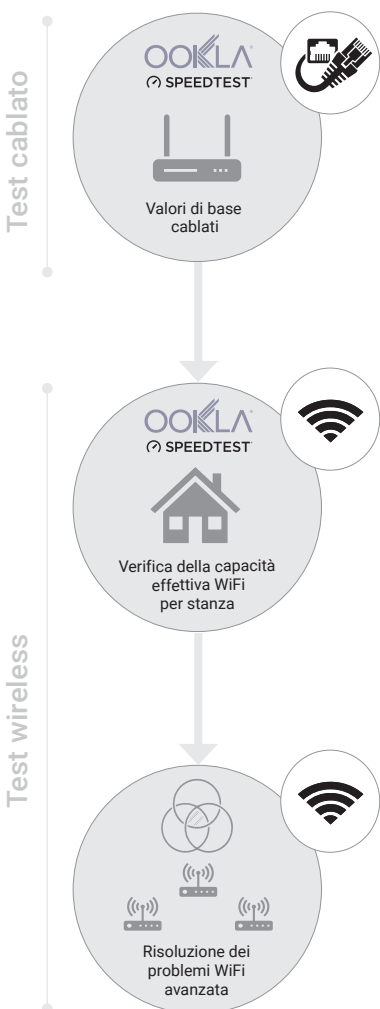 Test cablato
OOKLA
SPEEDTEST
Valori di base
cablati
Test wireless
OOKLA
SPEEDTEST
Verifica della capacità
effettiva WiFi
per stanza
Risoluzione dei
problemi WiFi
avanzata